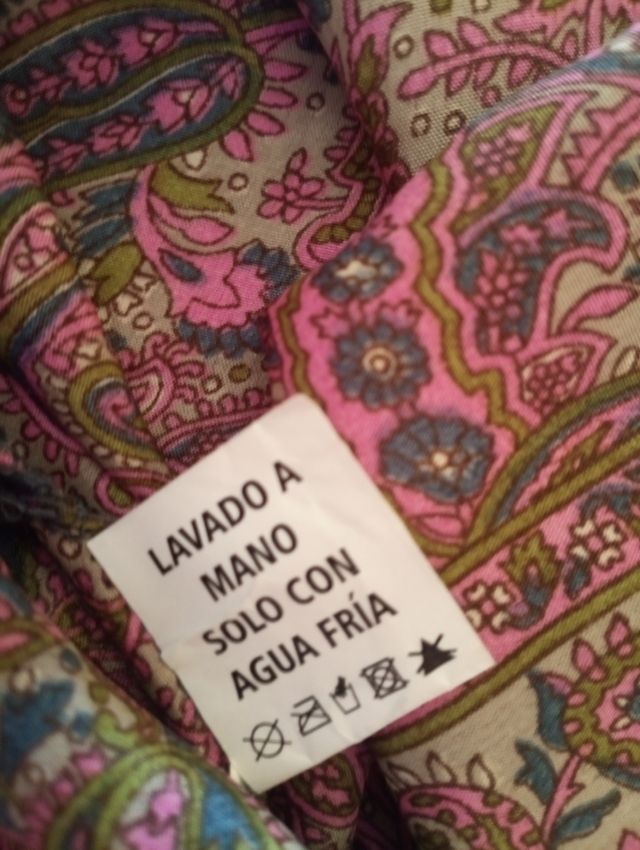 LAVADO A
MANO
SOLO CON
AGUA FRÍA